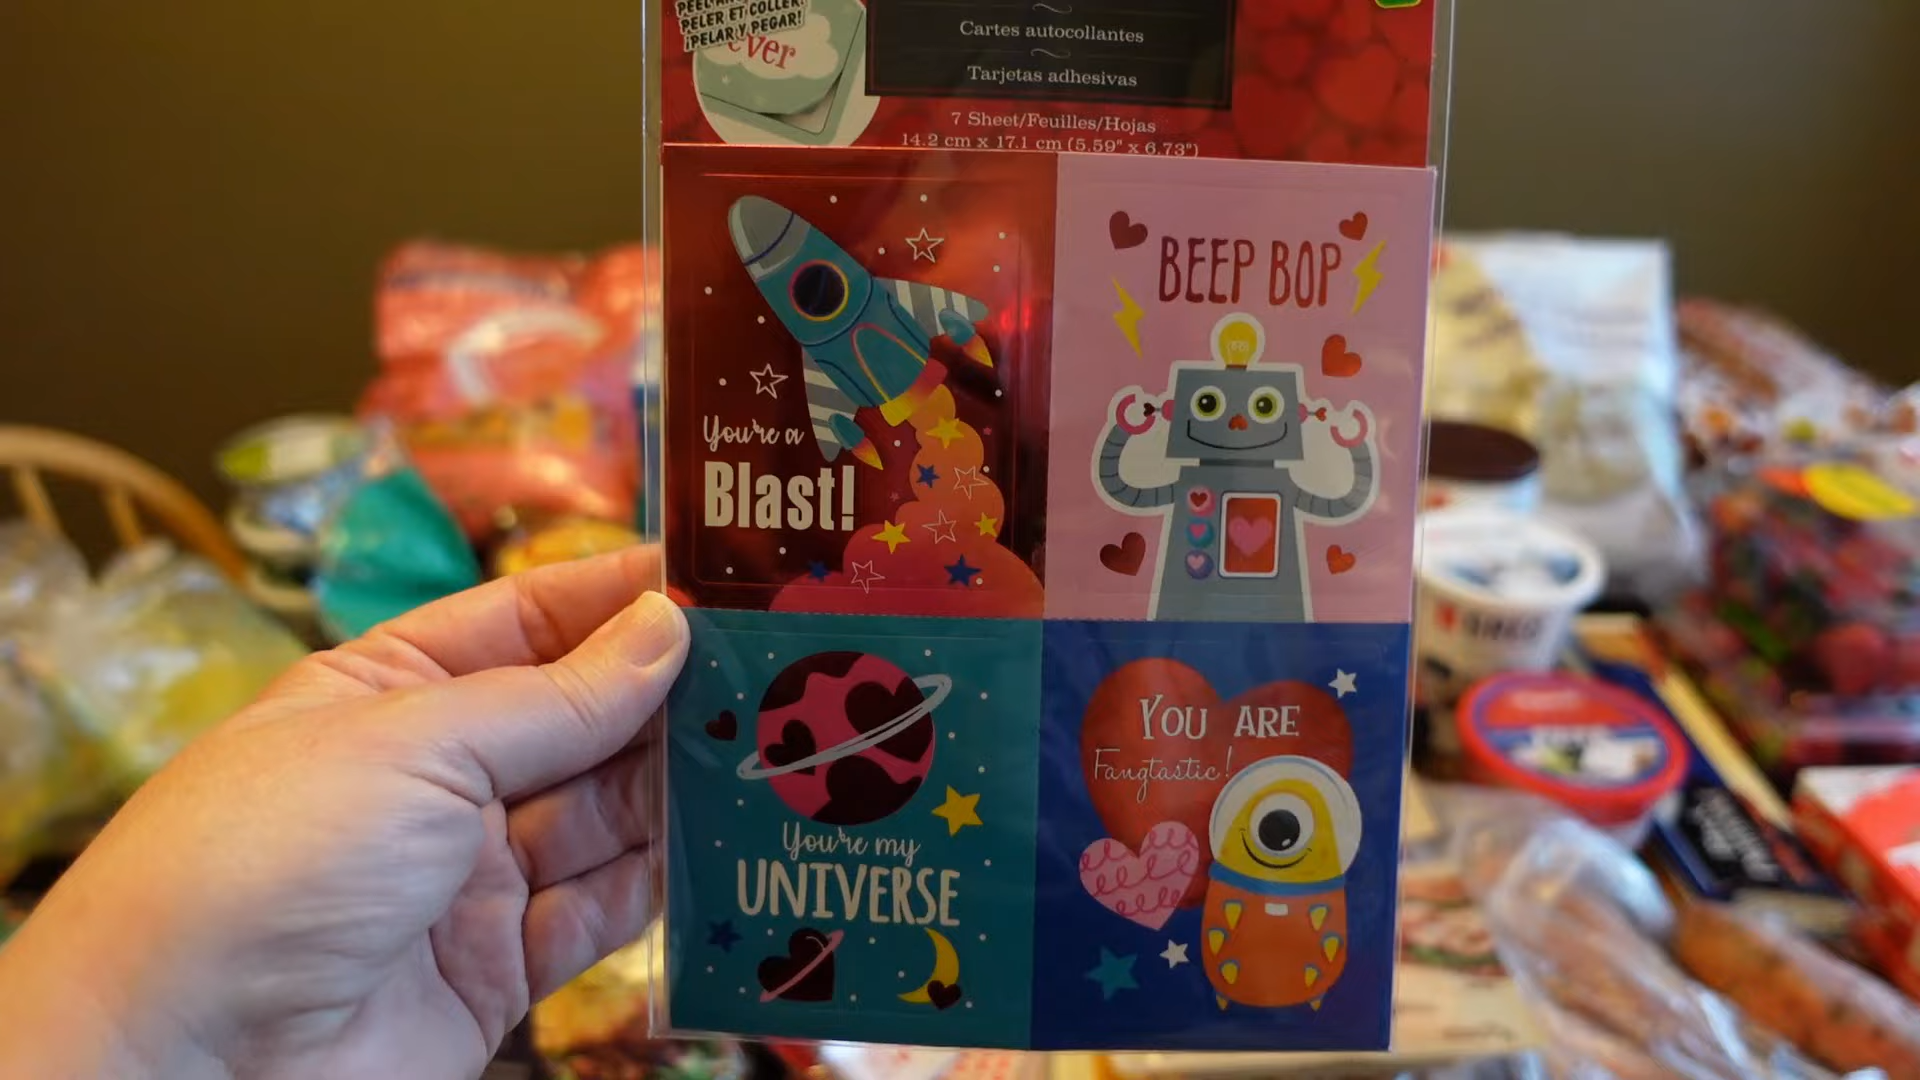 PELER ET COLLER!
¡PELAR Y PEGAR!
ever
Cartes autocollantes
Tarjetas adhesivas
7 Sheet/Feuilles/Hojas
14.2 cm x 17.1 cm (5.59" x 6.73")
You're a
Blast!
BEEP BOP
You're my
UNIVERSE
YOU ARE
Fangtastic!